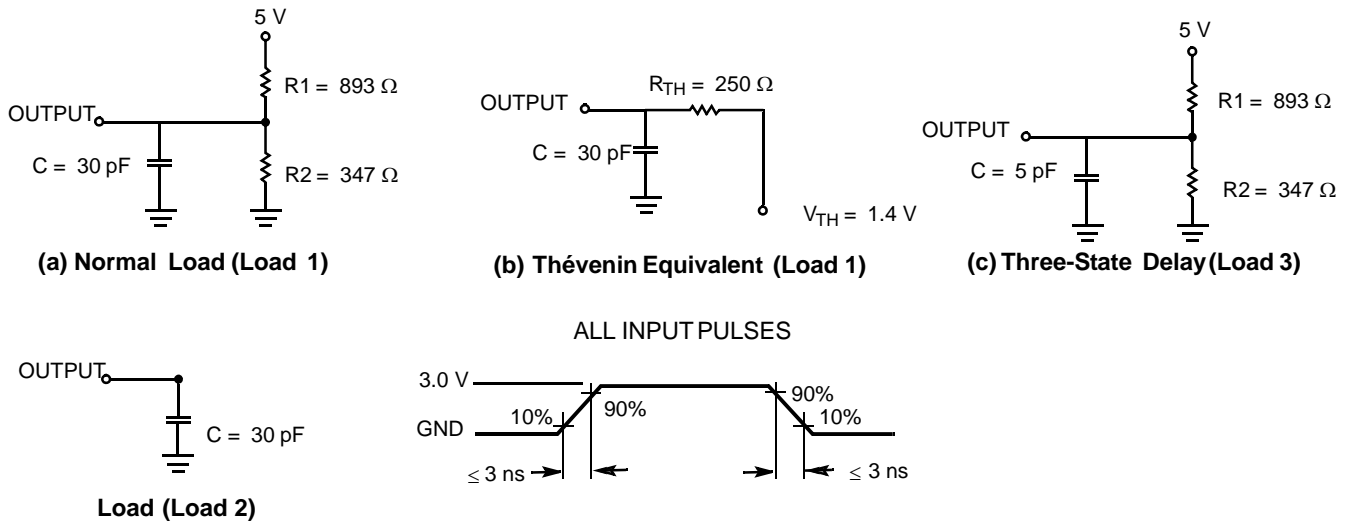 5 V
R1 = 893 Ω
OUTPUT
C = 30 pF
R2 = 347 Ω
(a) Normal Load (Load 1)
RTH = 250 Ω
OUTPUT
C = 30 pF
VTH = 1.4 V
(b) Thévenin Equivalent (Load 1)
5 V
R1 = 893 Ω
OUTPUT
C = 5 pF
R2 = 347 Ω
(c) Three-State Delay (Load 3)
OUTPUT
C = 30 pF
Load (Load 2)
ALL INPUT PULSES
3.0 V
90%
90%
10%
10%
GND
≤ 3 ns
≤ 3 ns